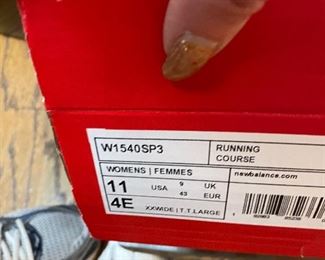 W1540SP3
RUNNING
COURSE
WOMENS | FEMMES
newbalance.com
11 USA 9 UK
43 EUR
4E XXWIDE | T.T.LARGE